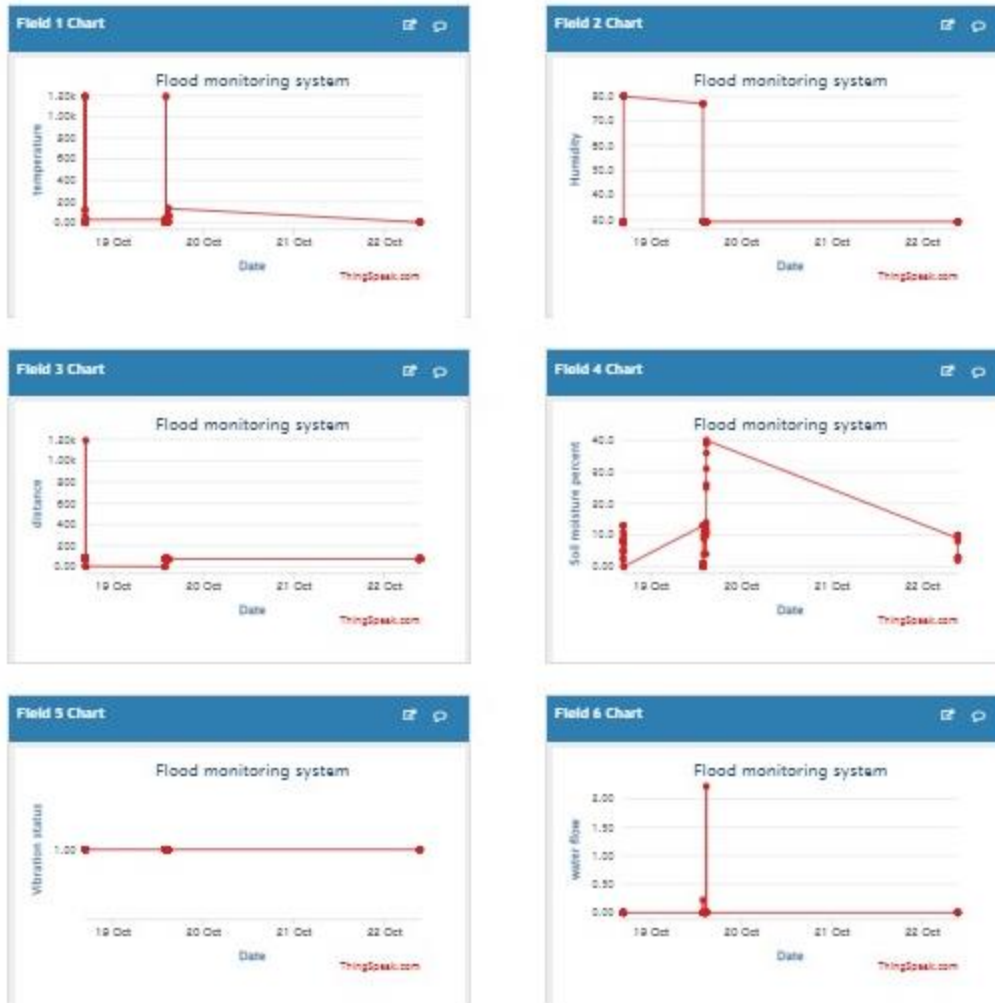 Field 1 Chart
Flood monitoring system
temperature
1.20k
1.00k
800
600
400
200
0.00
19 Oct 20 Oct 21 Oct 22 Oct
Date
ThingSpeak.com
Field 2 Chart
Flood monitoring system
Humidity
80.0
70.0
50.0
40.0
19 Oct 20 Oct 21 Oct 22 Oct
Date
ThingSpeak.com
Field 3 Chart
Flood monitoring system
distance
1.20k
1.00k
800
600
400
200
0.00
19 Oct 20 Oct 21 Oct 22 Oct
Date
ThingSpeak.com
Field 4 Chart
Flood monitoring system
Soil moisture percent
40.0
30.0
20.0
10.0
0.00
19 Oct 20 Oct 21 Oct 22 Oct
Date
ThingSpeak.com
Field 5 Chart
Flood monitoring system
Vibration status
1.00
19 Oct 20 Oct 21 Oct 22 Oct
Date
ThingSpeak.com
Field 6 Chart
Flood monitoring system
water flow
2.00
1.50
1.00
0.50
0.00
19 Oct 20 Oct 21 Oct 22 Oct
Date
ThingSpeak.com